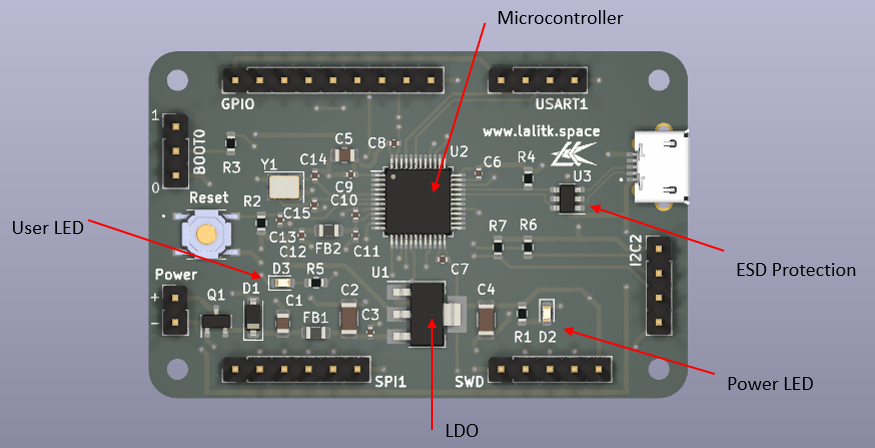 Microcontroller
GPIO
USART1
1
BOOT0
0
www.lalitk.space
C8
U2
C5
R3
Y1
C14
C9
C6
R4
U3
Reset
R2
C15
C10
C13
C12
FB2
C11
R7
R6
I2C2
User LED
ESD Protection
D3
R5
U1
C7
Power
+
-
Q1
D1
C1
FB1
C2
C3
C4
R1
D2
SPI1
SWD
Power LED
LDO